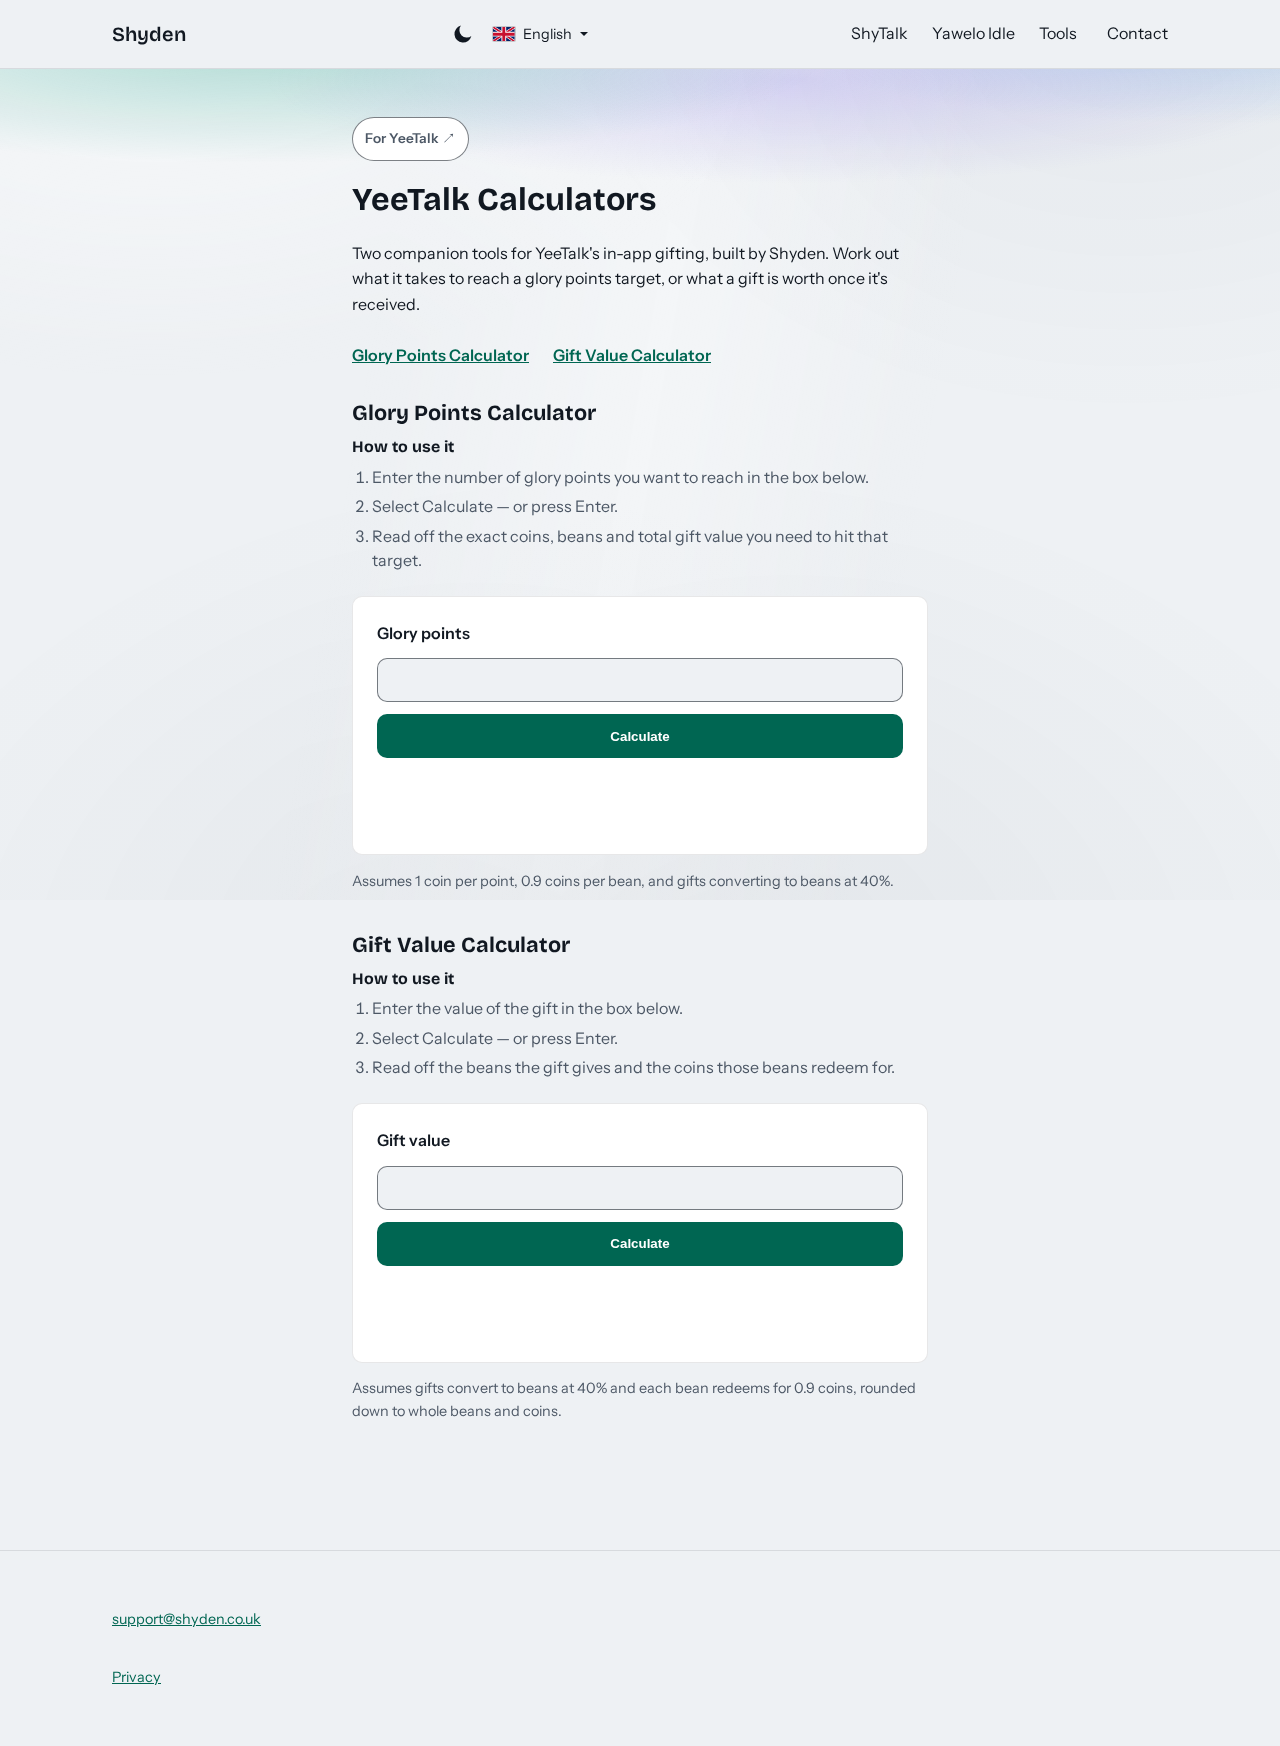 Shyden
English
ShyTalk
Yawelo Idle
Tools
Contact
For YeeTalk ↗
YeeTalk Calculators
Two companion tools for YeeTalk's in-app gifting, built by Shyden. Work out
what it takes to reach a glory points target, or what a gift is worth once it's
received.
Glory Points Calculator
Gift Value Calculator
Glory Points Calculator
How to use it
1. Enter the number of glory points you want to reach in the box below.
2. Select Calculate — or press Enter.
3. Read off the exact coins, beans and total gift value you need to hit that
target.
Glory points
Calculate
Assumes 1 coin per point, 0.9 coins per bean, and gifts converting to beans at 40%.
Gift Value Calculator
How to use it
1. Enter the value of the gift in the box below.
2. Select Calculate — or press Enter.
3. Read off the beans the gift gives and the coins those beans redeem for.
Gift value
Calculate
Assumes gifts convert to beans at 40% and each bean redeems for 0.9 coins, rounded
down to whole beans and coins.
support@shyden.co.uk
Privacy